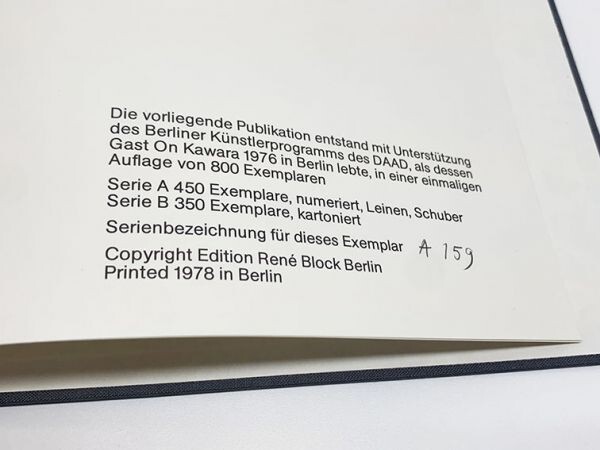 Die vorliegende Publikation entstand mit Unterstützung
des Berliner Künstlerprogramms des DAAD, als dessen
Gast On Kawara 1976 in Berlin lebte, in einer einmaligen
Auflage von 800 Exemplaren
Serie A 450 Exemplare, numeriert, Leinen, Schuber
Serie B 350 Exemplare, kartoniert
Serienbezeichnung für dieses Exemplar A 159
Copyright Edition René Block Berlin
Printed 1978 in Berlin